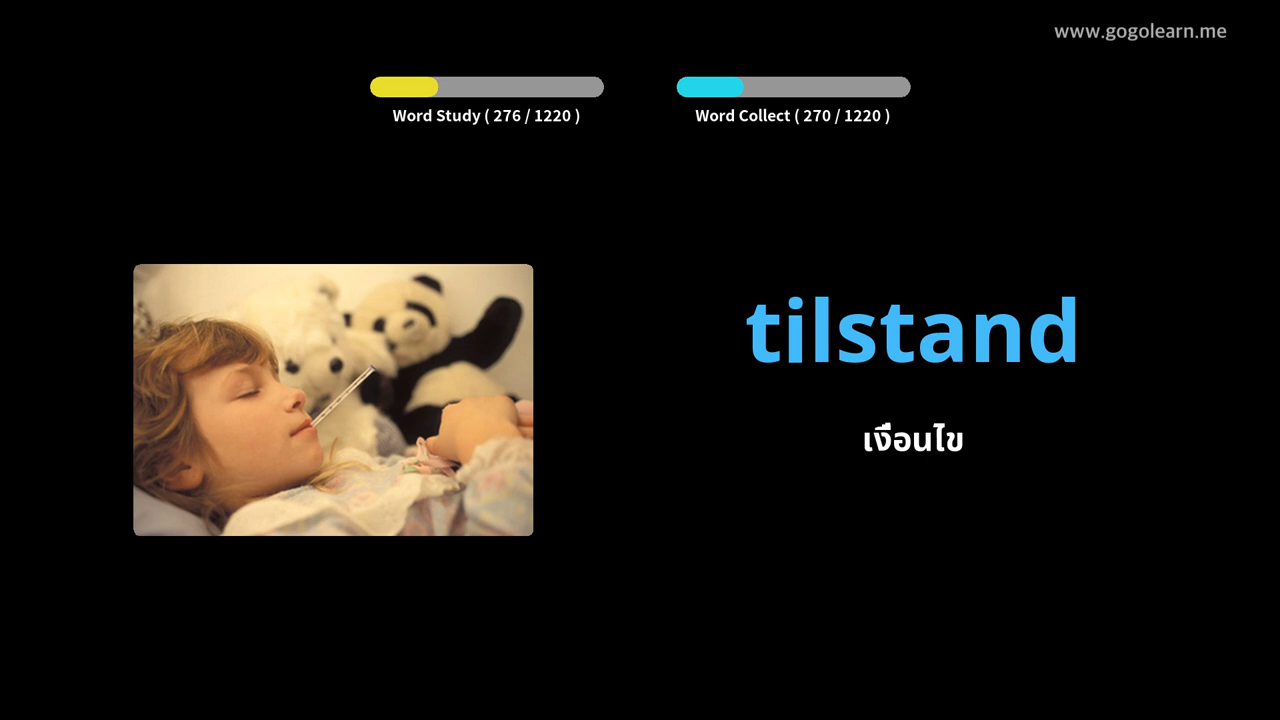 www.gogolearn.me
Word Study ( 276 / 1220 )
Word Collect ( 270 / 1220 )
tilstand
เงื่อนไข